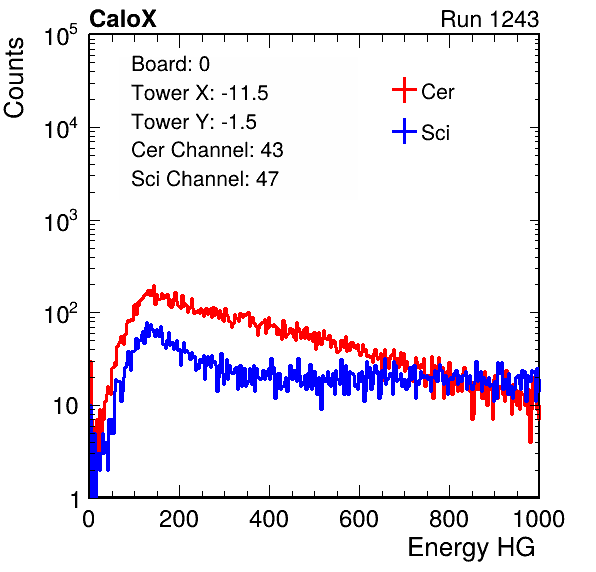 CaloX Run 1243
10^5
Counts
Board: 0
Tower X: -11.5
Tower Y: -1.5
Cer Channel: 43
Sci Channel: 47
Cer
Sci
10^4
10^3
10^2
10
1
0 200 400 600 800 1000
Energy HG